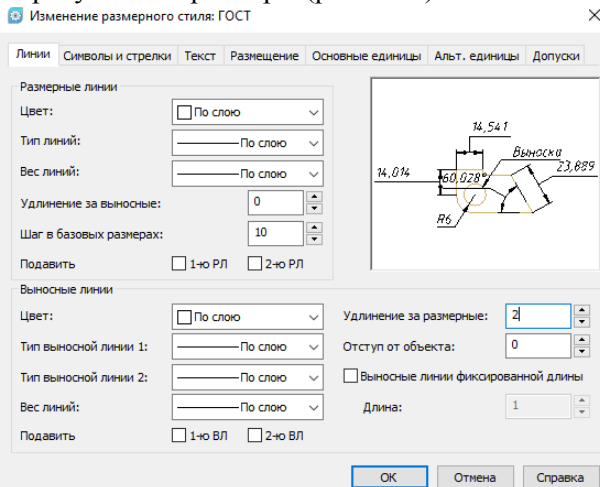 Изменение размерного стиля: ГОСТ
Линии Символы и стрелки Текст Размещение Основные единицы Альт. единицы Допуски
Размерные линии
Цвет: По слою
Тип линий: По слою
Вес линий: По слою
Удлинение за выносные: 0
Шаг в базовых размерах: 10
Подавить 1-ю РЛ 2-ю РЛ
14,541
Выноска
14,014
60,028°
23,889
R6
Выносные линии
Цвет: По слою
Удлинение за размерные: 2
Тип выносной линии 1: По слою
Отступ от объекта: 0
Тип выносной линии 2: По слою
Выносные линии фиксированной длины
Вес линий: По слою
Длина: 1
Подавить 1-ю ВЛ 2-ю ВЛ
OK Отмена Справка